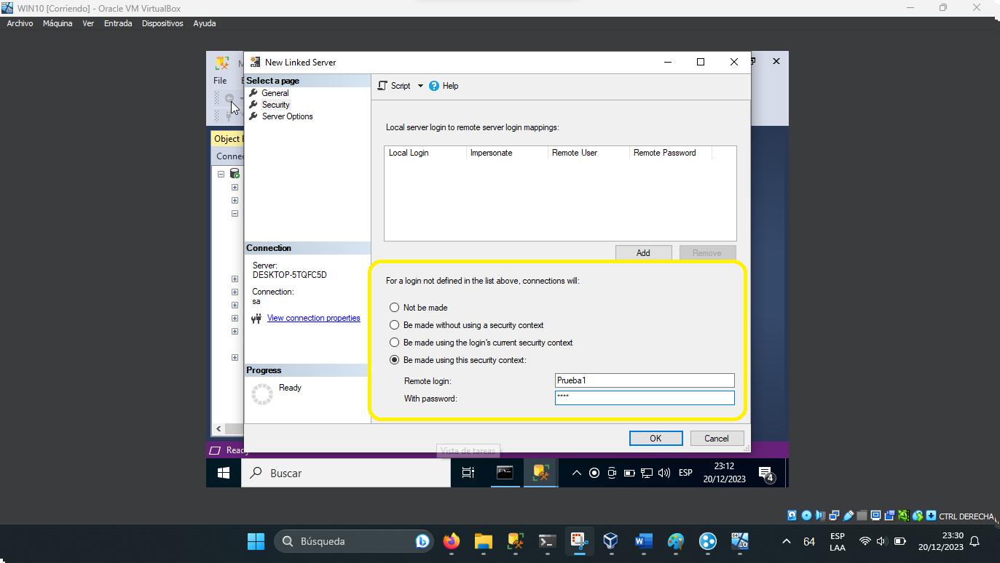 WIN10 [Corriendo] - Oracle VM VirtualBox
Archivo Máquina Ver Entrada Dispositivos Ayuda
New Linked Server
File
Select a page
General
Security
Server Options
Script Help
Object
Local server login to remote server login mappings:
Local Login Impersonate Remote User Remote Password
Add Remove
Connection
Server:
DESKTOP-5TQFC5D
Connection:
sa
View connection properties
For a login not defined in the list above, connections will:
Not be made
Be made without using a security context
Be made using the login's current security context
Be made using this security context:
Remote login: Prueba1
With password: ****
Progress
Ready
OK Cancel
Vista de tareas
Ready
Buscar
ESP
23:12
20/12/2023
4
CTRL DERECHA
Búsqueda
64
ESP
LAA
23:30
20/12/2023